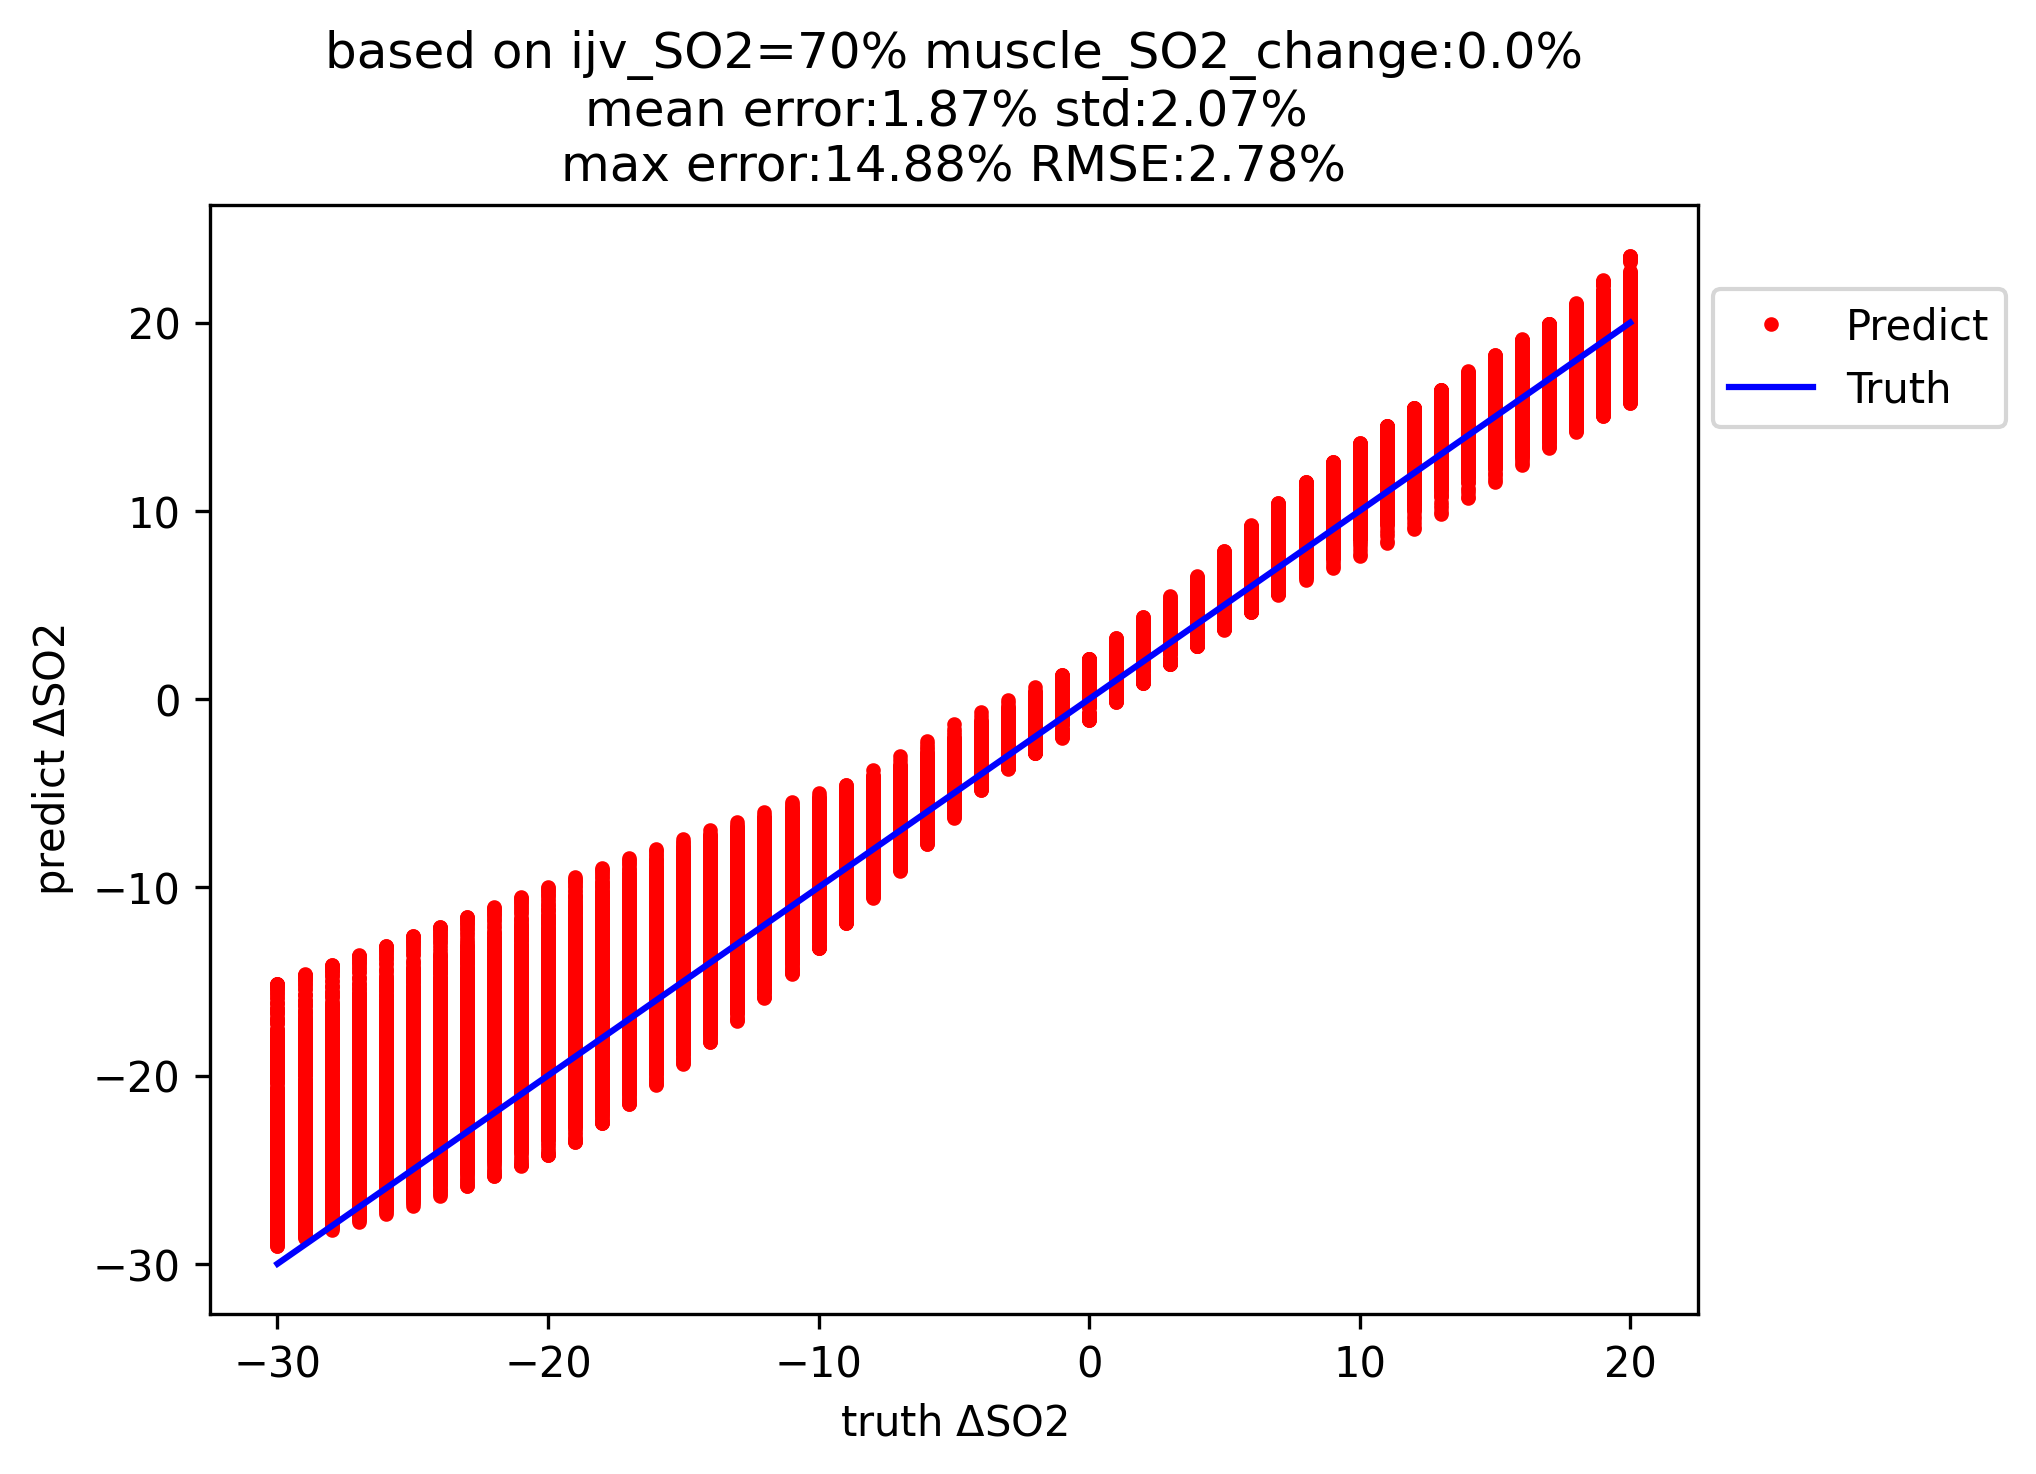 based on ijv_SO2=70% muscle_SO2_change:0.0%
mean error:1.87% std:2.07%
max error:14.88% RMSE:2.78%
Predict
Truth
20
10
0
−10
−20
−30
predict ΔSO2
−30
−20
−10
0
10
20
truth ΔSO2